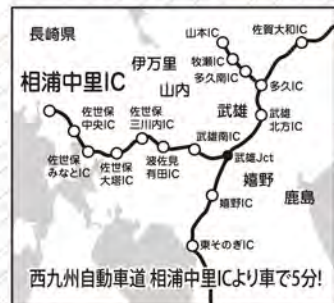 長崎県
山本IC
佐賀大和IC
伊万里
牧瀬IC
多久南IC
山内
多久IC
相浦中里IC
佐世保
中央IC
佐世保
三川内IC
武雄
武雄
北方IC
佐世保
みなとIC
佐世保
大塔IC
波佐見
有田IC
武雄南IC
武雄Jct
嬉野
鹿島
嬉野IC
東そのぎIC
西九州自動車道 相浦中里ICより車で5分!